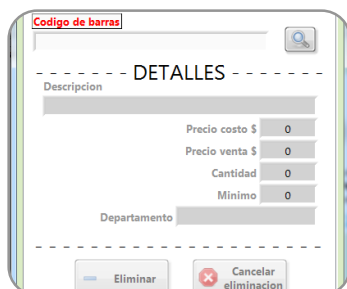 Codigo de barras
- - - - - - - DETALLES - - - - - - -
Descripcion
Precio costo $ 0
Precio venta $ 0
Cantidad 0
Minimo 0
Departamento
Eliminar
Cancelar
eliminacion